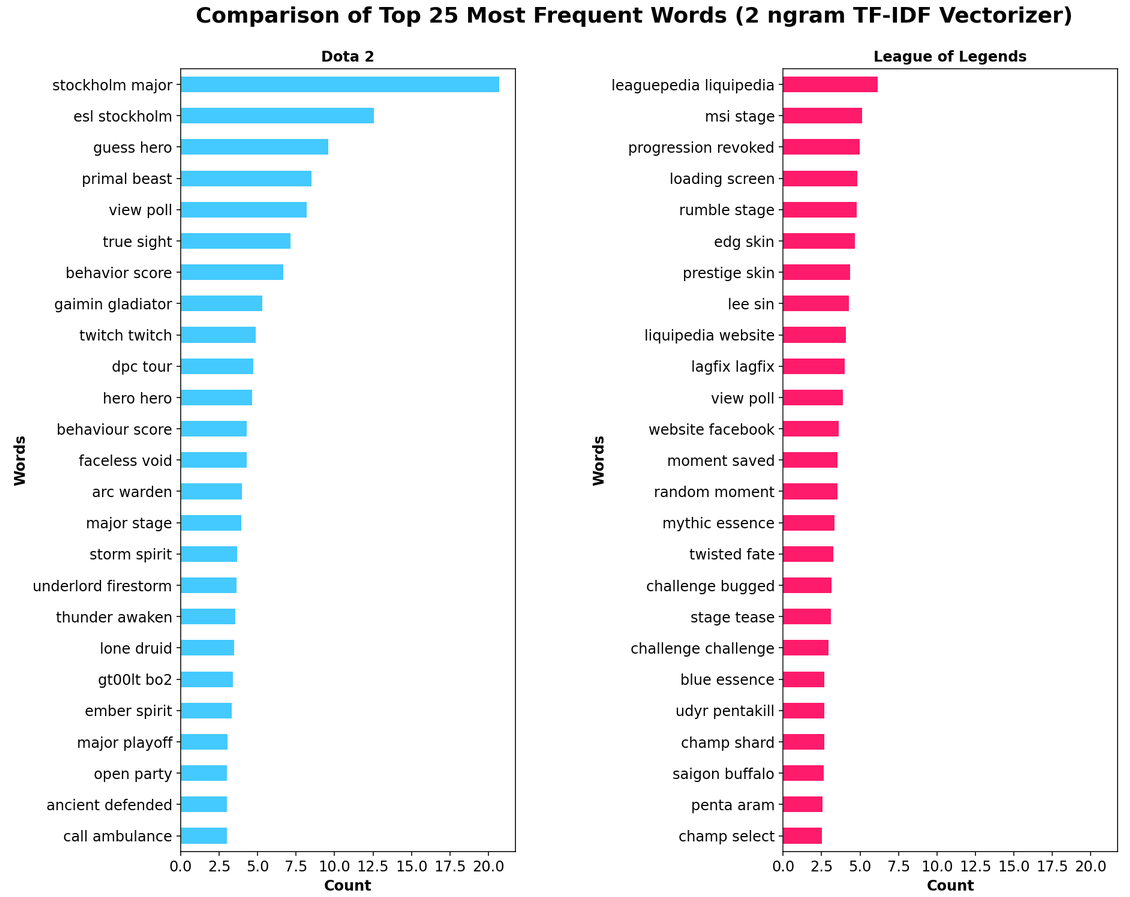 Comparison of Top 25 Most Frequent Words (2 ngram TF-IDF Vectorizer)
Dota 2
Words
stockholm major
esl stockholm
guess hero
primal beast
view poll
true sight
behavior score
gaimin gladiator
twitch twitch
dpc tour
hero hero
behaviour score
faceless void
arc warden
major stage
storm spirit
underlord firestorm
thunder awaken
lone druid
gt00lt bo2
ember spirit
major playoff
open party
ancient defended
call ambulance
0.0 2.5 5.0 7.5 10.0 12.5 15.0 17.5 20.0
Count
League of Legends
Words
leaguepedia liquipedia
msi stage
progression revoked
loading screen
rumble stage
edg skin
prestige skin
lee sin
liquipedia website
lagfix lagfix
view poll
website facebook
moment saved
random moment
mythic essence
twisted fate
challenge bugged
stage tease
challenge challenge
blue essence
udyr pentakill
champ shard
saigon buffalo
penta aram
champ select
0.0 2.5 5.0 7.5 10.0 12.5 15.0 17.5 20.0
Count